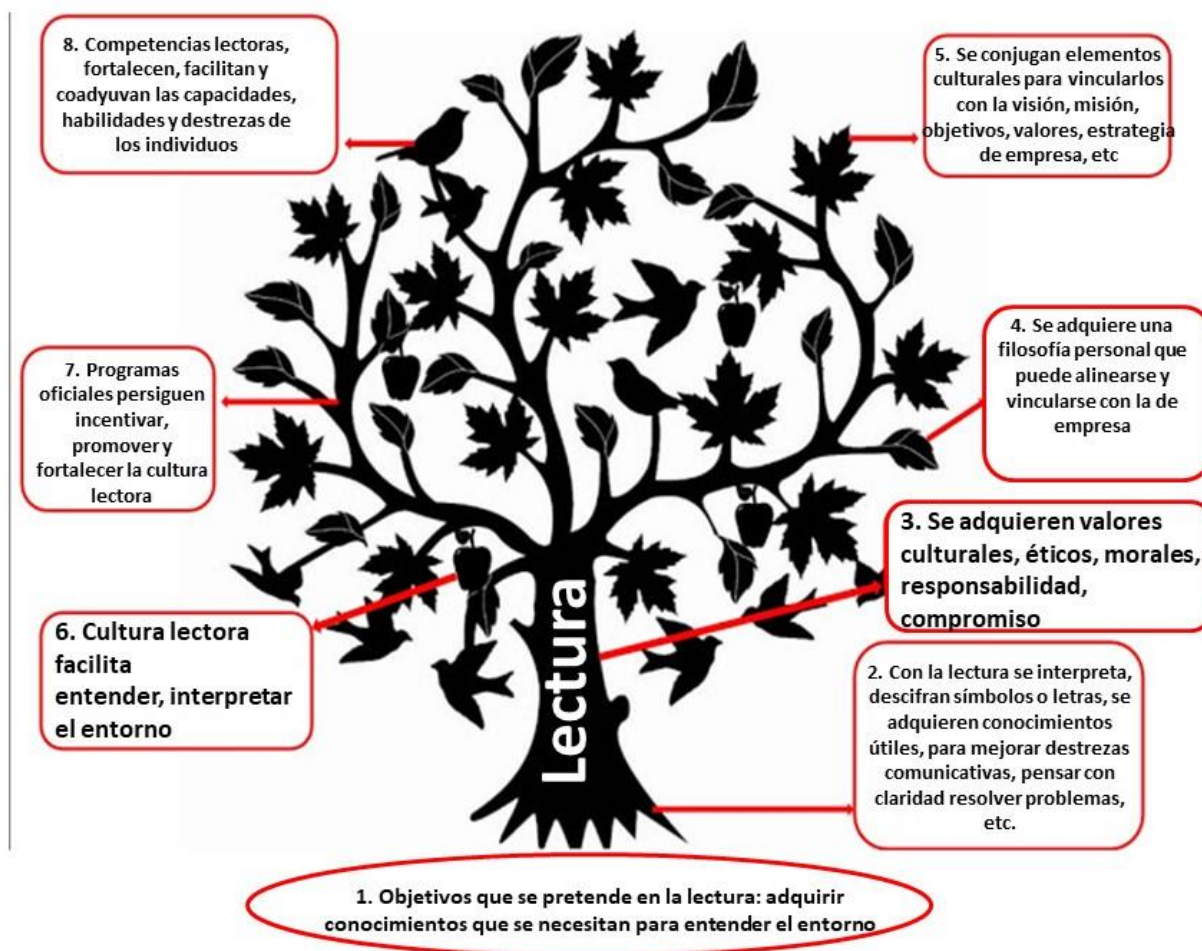 8. Competencias lectoras,
fortalecen, facilitan y
coadyuvan las capacidades,
habilidades y destrezas de
los individuos
5. Se conjugan elementos
culturales para vincularlos
con la visión, misión,
objetivos, valores, estrategia
de empresa, etc
7. Programas
oficiales persiguen
incentivar,
promover y
fortalecer la cultura
lectora
4. Se adquiere una
filosofía personal que
puede alinearse y
vincularse con la de
empresa
3. Se adquieren valores
culturales, éticos, morales,
responsabilidad,
compromiso
6. Cultura lectora
facilita
entender, interpretar
el entorno
Lectura
2. Con la lectura se interpreta,
descifran símbolos o letras, se
adquieren conocimientos
útiles, para mejorar destrezas
comunicativas, pensar con
claridad resolver problemas,
etc.
1. Objetivos que se pretende en la lectura: adquirir
conocimientos que se necesitan para entender el entorno